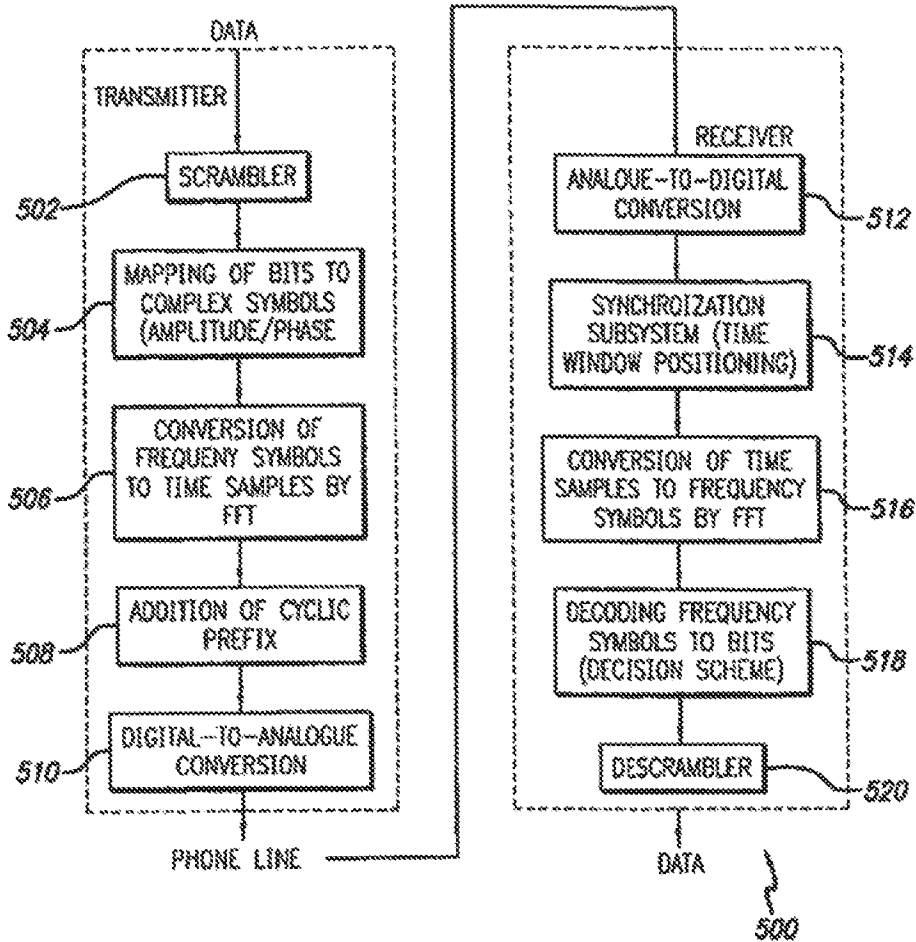 DATA
TRANSMITTER
SCRAMBLER
502
MAPPING OF BITS TO
COMPLEX SYMBOLS
(AMPLITUDE/PHASE
504
CONVERSION OF
FREQUENY SYMBOLS
TO TIME SAMPLES BY
FFT
506
ADDITION OF CYCLIC
PREFIX
508
DIGITAL-TO-ANALOGUE
CONVERSION
510
PHONE LINE
RECEIVER
ANALOUE-TO-DIGITAL
CONVERSION
512
SYNCHROIZATION
SUBSYSTEM (TIME
WINDOW POSITIONING)
514
CONVERSION OF TIME
SAMPLES TO FREQUENCY
SYMBOLS BY FFT
516
DECODING FREQUENCY
SYMBOLS TO BITS
(DECISION SCHEME)
518
DESCRAMBLER
520
DATA
500